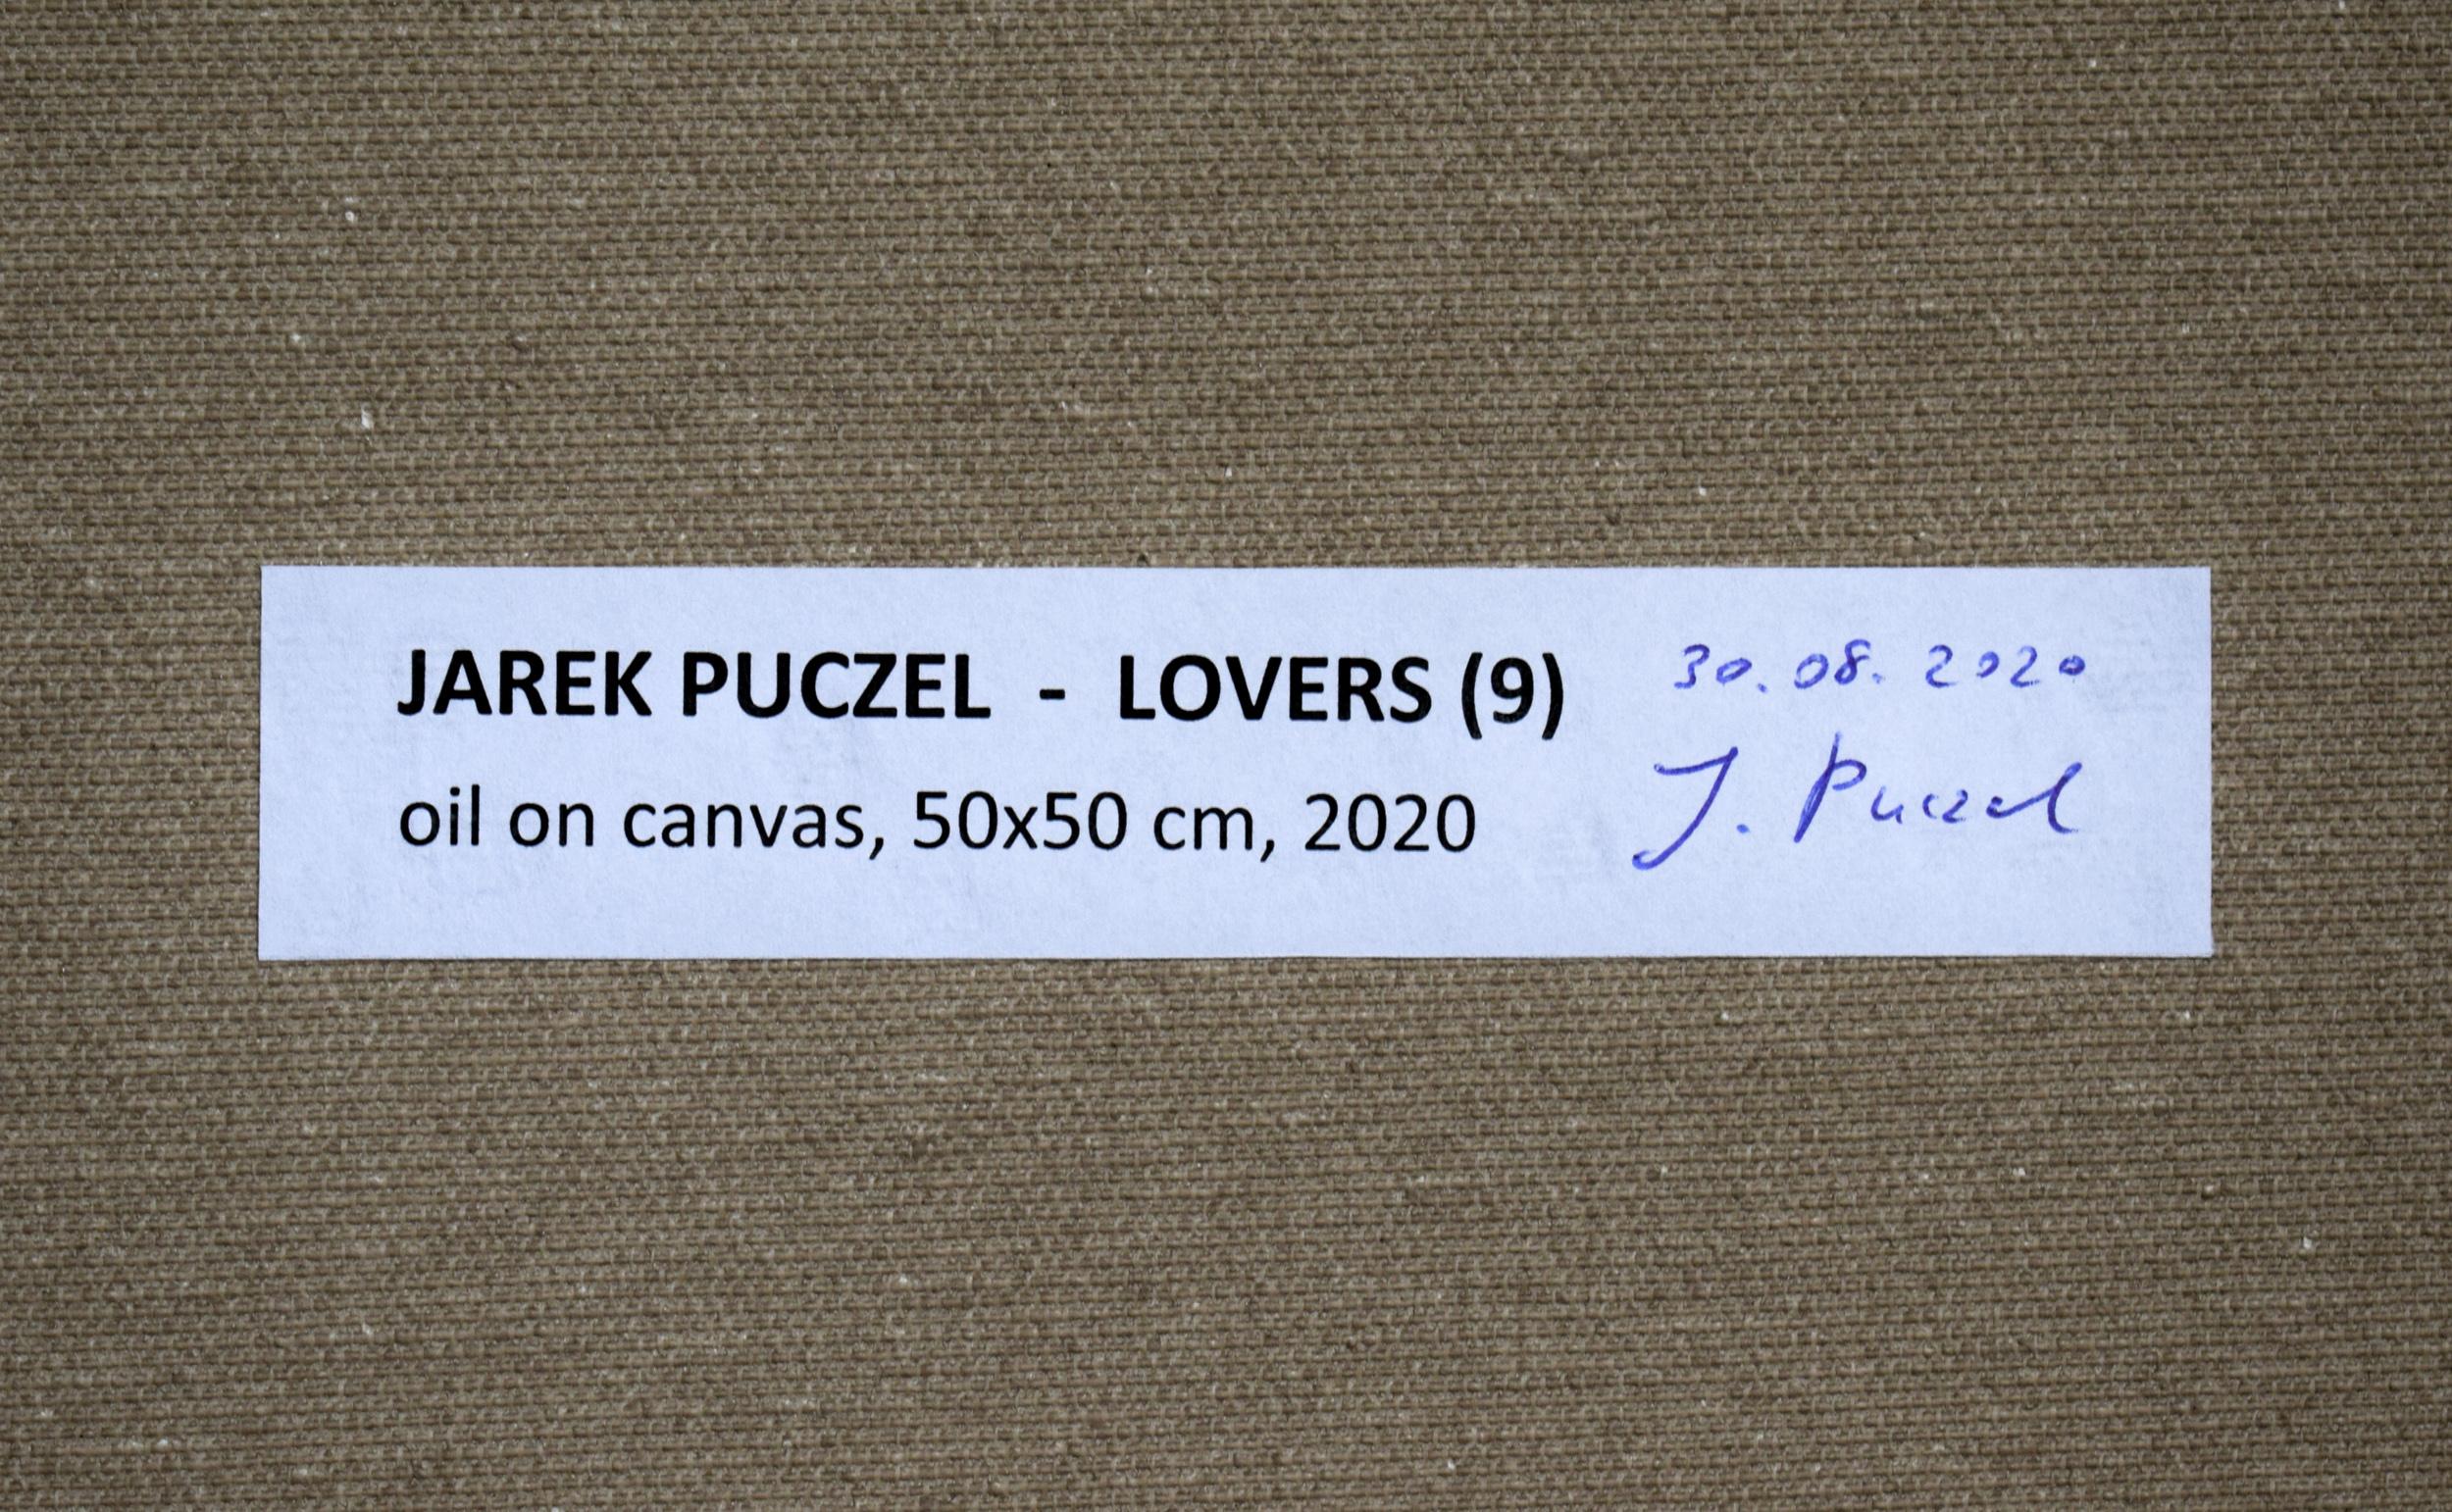 JAREK PUCZEL - LOVERS (9)
oil on canvas, 50x50 cm, 2020
30.08.2020
J. Puczel